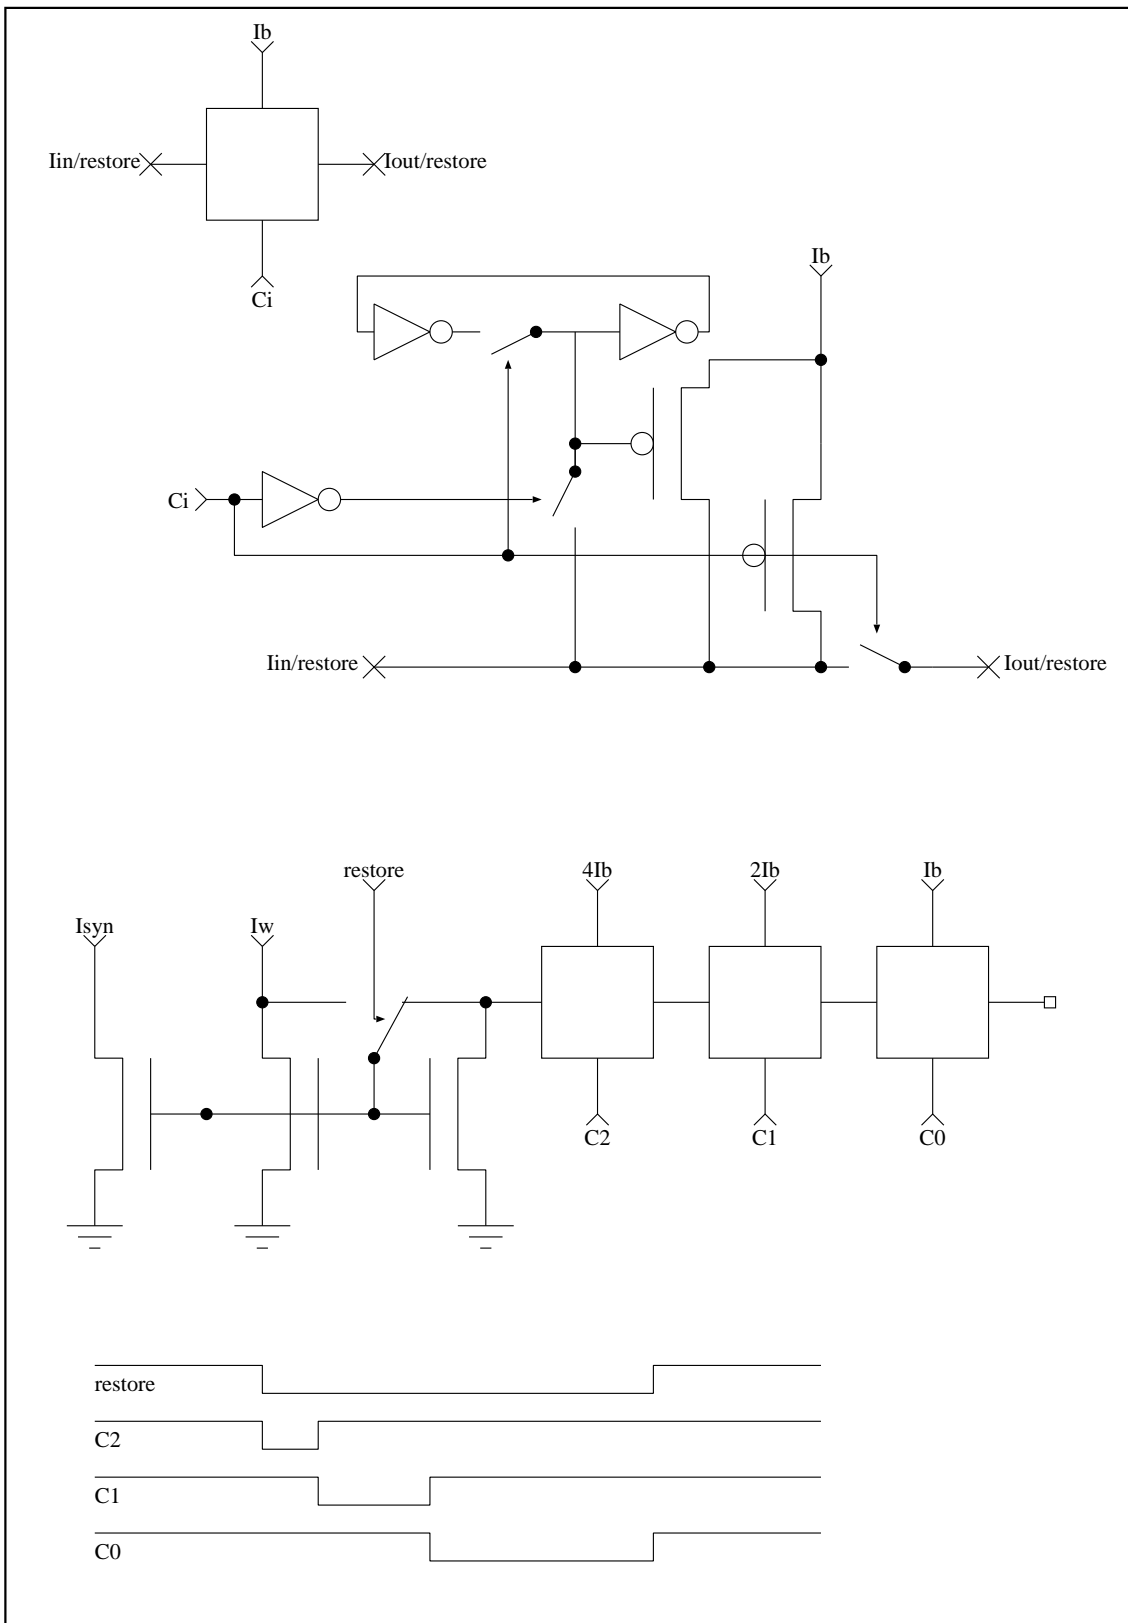 Ib
Iin/restore
Iout/restore
Ci
Ib
Ci
Iin/restore
Iout/restore
restore
4Ib
2Ib
Ib
Isyn
Iw
C2
C1
C0
restore
C2
C1
C0